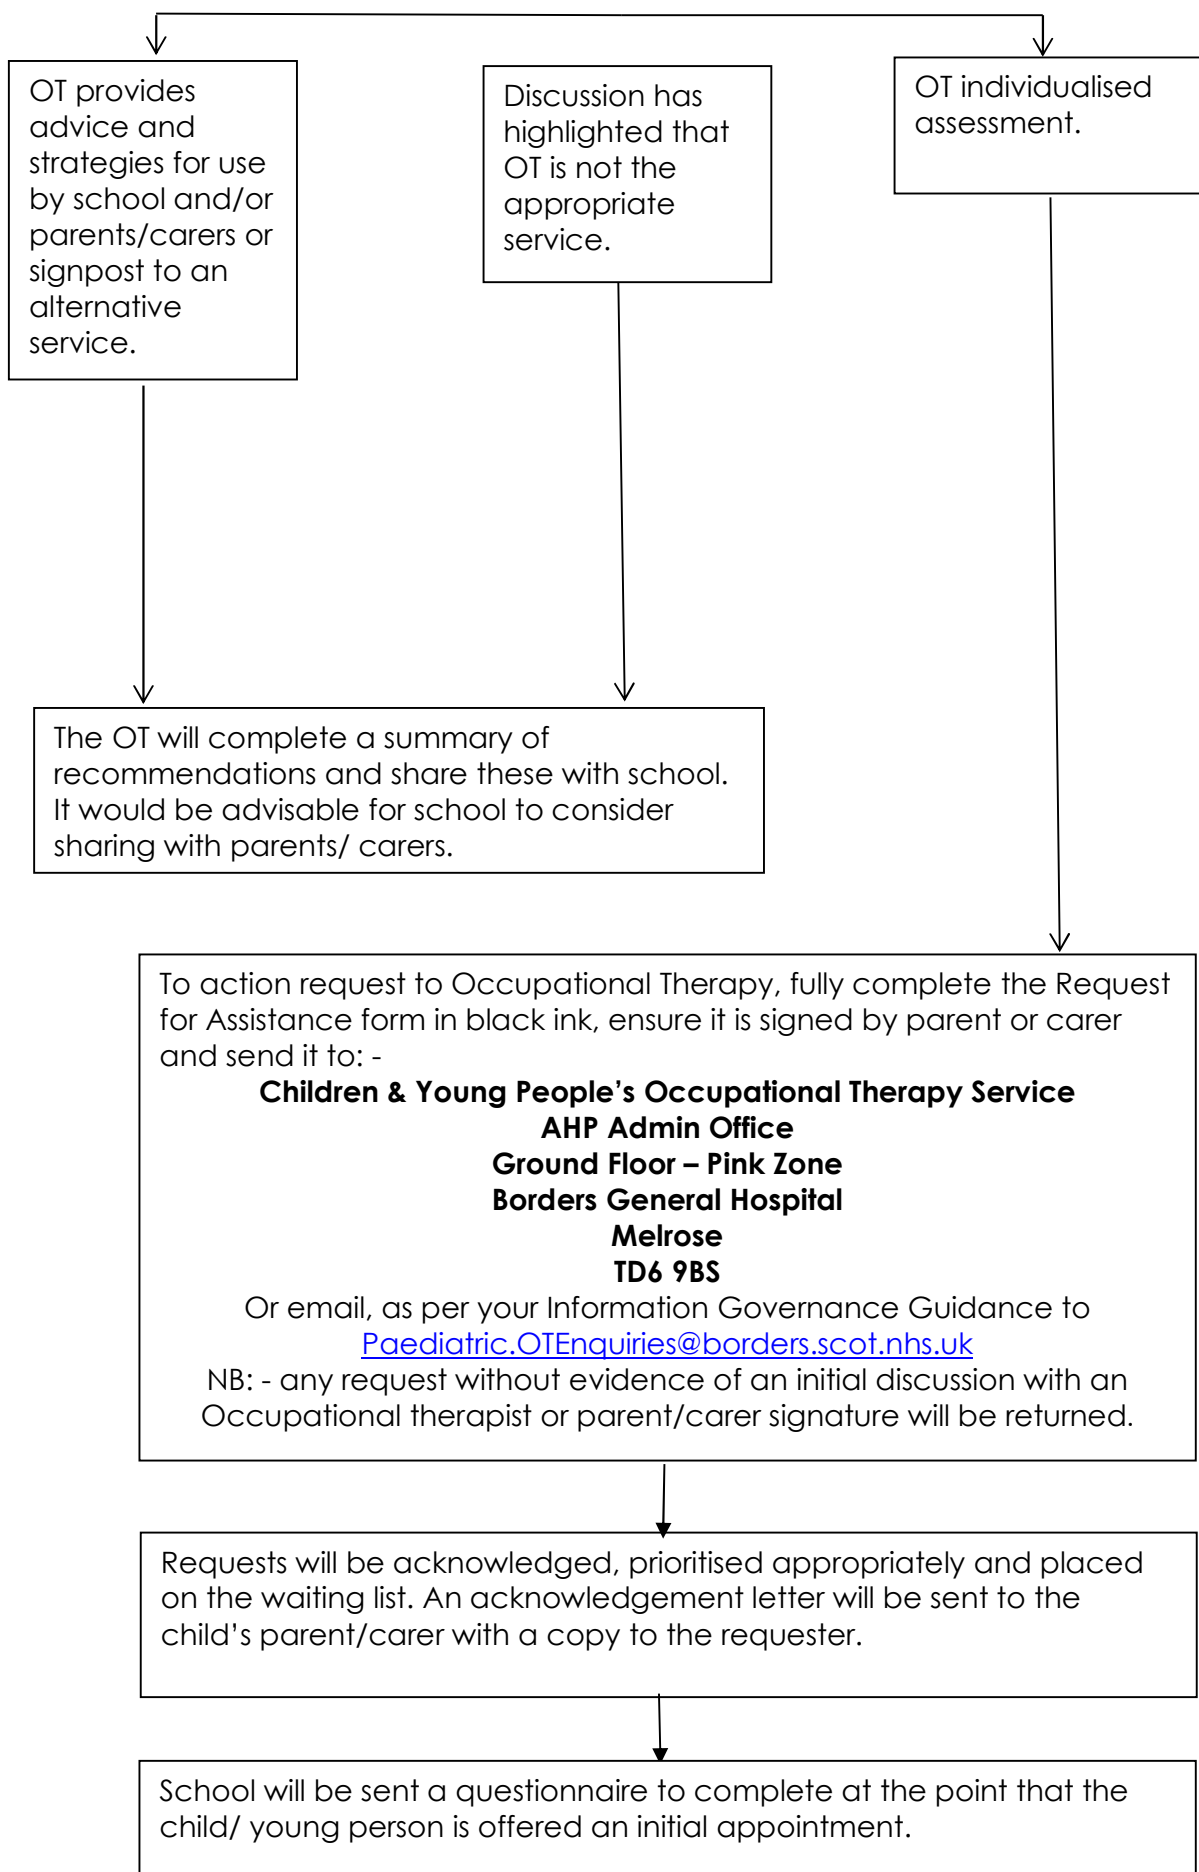 OT provides
advice and
strategies for use
by school and/or
parents/carers or
signpost to an
alternative
service.
Discussion has
highlighted that
OT is not the
appropriate
service.
OT individualised
assessment.
The OT will complete a summary of
recommendations and share these with school.
It would be advisable for school to consider
sharing with parents/ carers.
To action request to Occupational Therapy, fully complete the Request
for Assistance form in black ink, ensure it is signed by parent or carer
and send it to: -
Children & Young People's Occupational Therapy Service
AHP Admin Office
Ground Floor – Pink Zone
Borders General Hospital
Melrose
TD6 9BS
Or email, as per your Information Governance Guidance to
Paediatric.OTEnquiries@borders.scot.nhs.uk
NB: - any request without evidence of an initial discussion with an
Occupational therapist or parent/carer signature will be returned.
Requests will be acknowledged, prioritised appropriately and placed
on the waiting list. An acknowledgement letter will be sent to the
child's parent/carer with a copy to the requester.
School will be sent a questionnaire to complete at the point that the
child/ young person is offered an initial appointment.